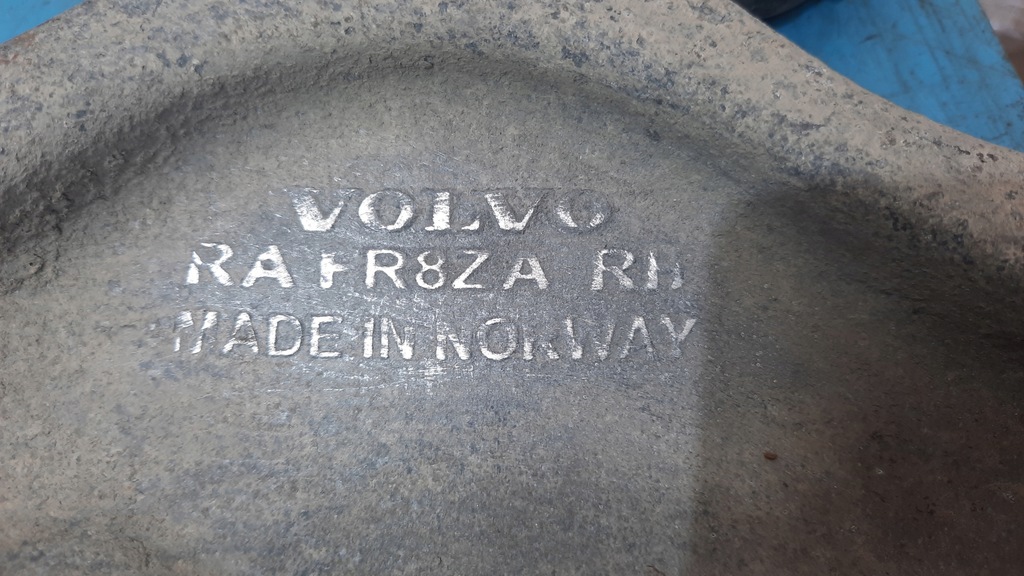 VOLVO
RA FR8ZA RH
MADE IN NORWAY